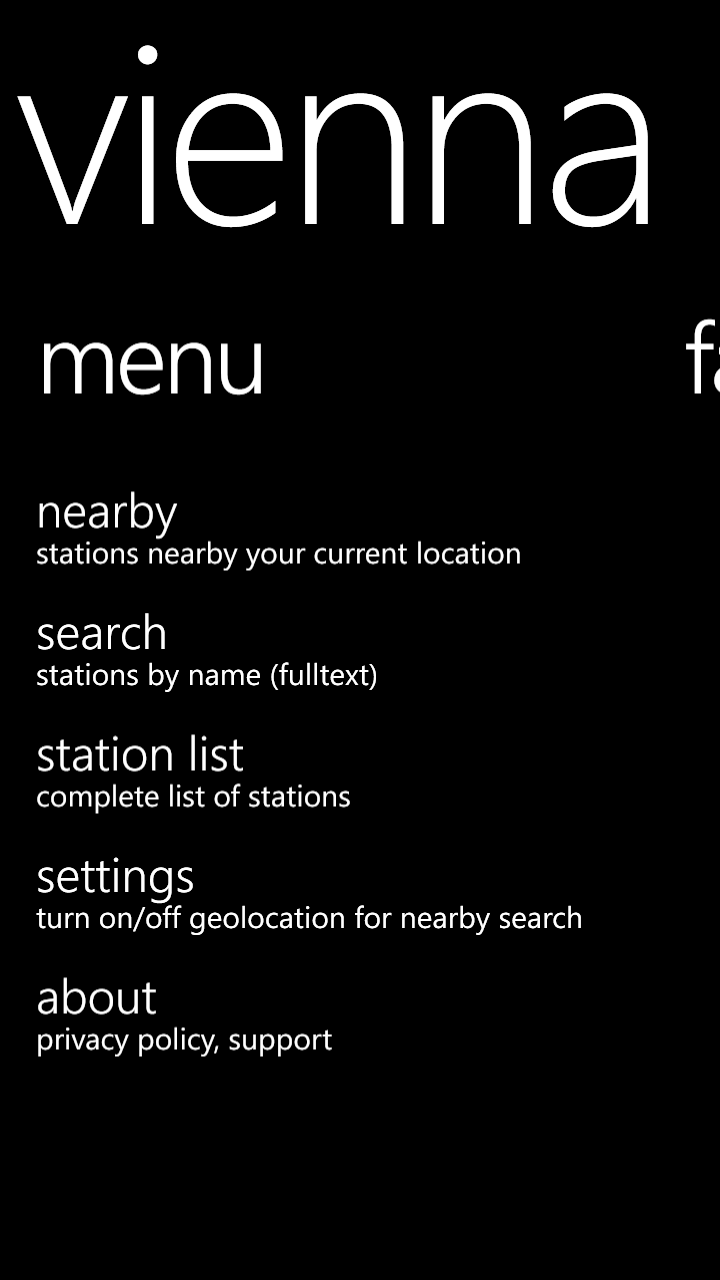 vienna
menu
nearby
stations nearby your current location
search
stations by name (fulltext)
station list
complete list of stations
settings
turn on/off geolocation for nearby search
about
privacy policy, support